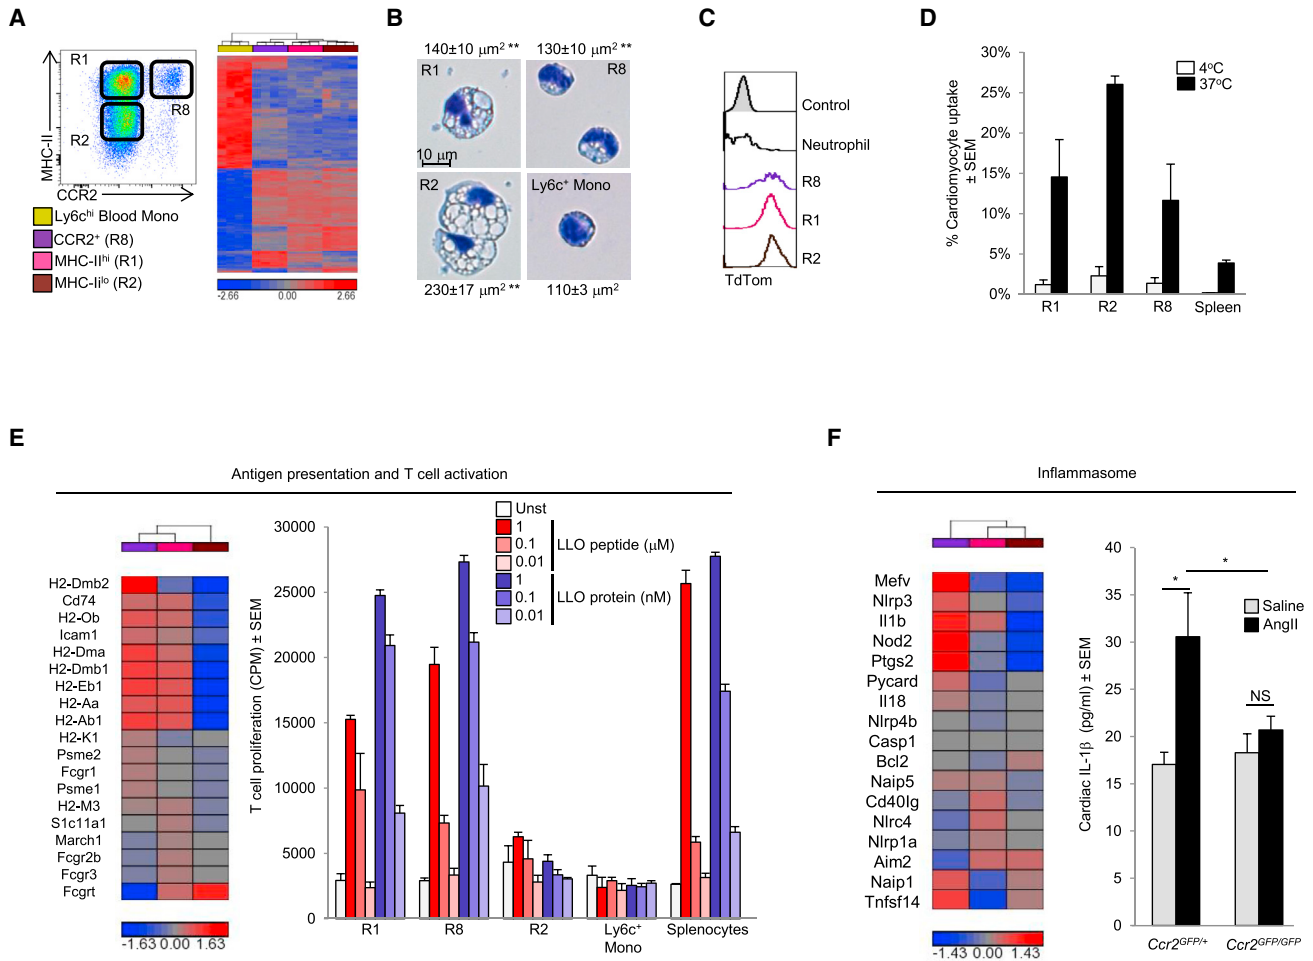 A
R1
R8
R2
MHC-II
CCR2
Ly6chi Blood Mono
CCR2+ (R8)
MHC-IIhi (R1)
MHC-Iilo (R2)
-2.66 0.00 2.66
B
140±10 µm2 ** 130±10 µm2 **
R1 R8
10 µm
R2 Ly6c+ Mono
230±17 µm2 ** 110±3 µm2
C
Control
Neutrophil
R8
R1
R2
TdTom
D
% Cardiomyocyte uptake
± SEM
30%
25%
20%
15%
10%
5%
0%
4oC
37oC
R1 R2 R8 Spleen
E
Antigen presentation and T cell activation
H2-Dmb2
Cd74
H2-Ob
Icam1
H2-Dma
H2-Dmb1
H2-Eb1
H2-Aa
H2-Ab1
H2-K1
Psme2
Fcgr1
Psme1
H2-M3
S1c11a1
March1
Fcgr2b
Fcgr3
Fcgrt
-1.63 0.00 1.63
T cell proliferation (CPM) ± SEM
30000
25000
20000
15000
10000
5000
0
Unst
1
0.1
0.01
LLO peptide (µM)
1
0.1
0.01
LLO protein (nM)
R1 R8 R2 Ly6c+ Splenocytes
Mono
F
Inflammasome
Mefv
Nlrp3
Il1b
Nod2
Ptgs2
Pycard
Il18
Nlrp4b
Casp1
Bcl2
Naip5
Cd40lg
Nlrc4
Nlrp1a
Aim2
Naip1
Tnfsf14
-1.43 0.00 1.43
Cardiac IL-1β (pg/ml) ± SEM
40
35
30
25
20
15
10
5
0
*
*
NS
Saline
AngII
Ccr2GFP/+ Ccr2GFP/GFP